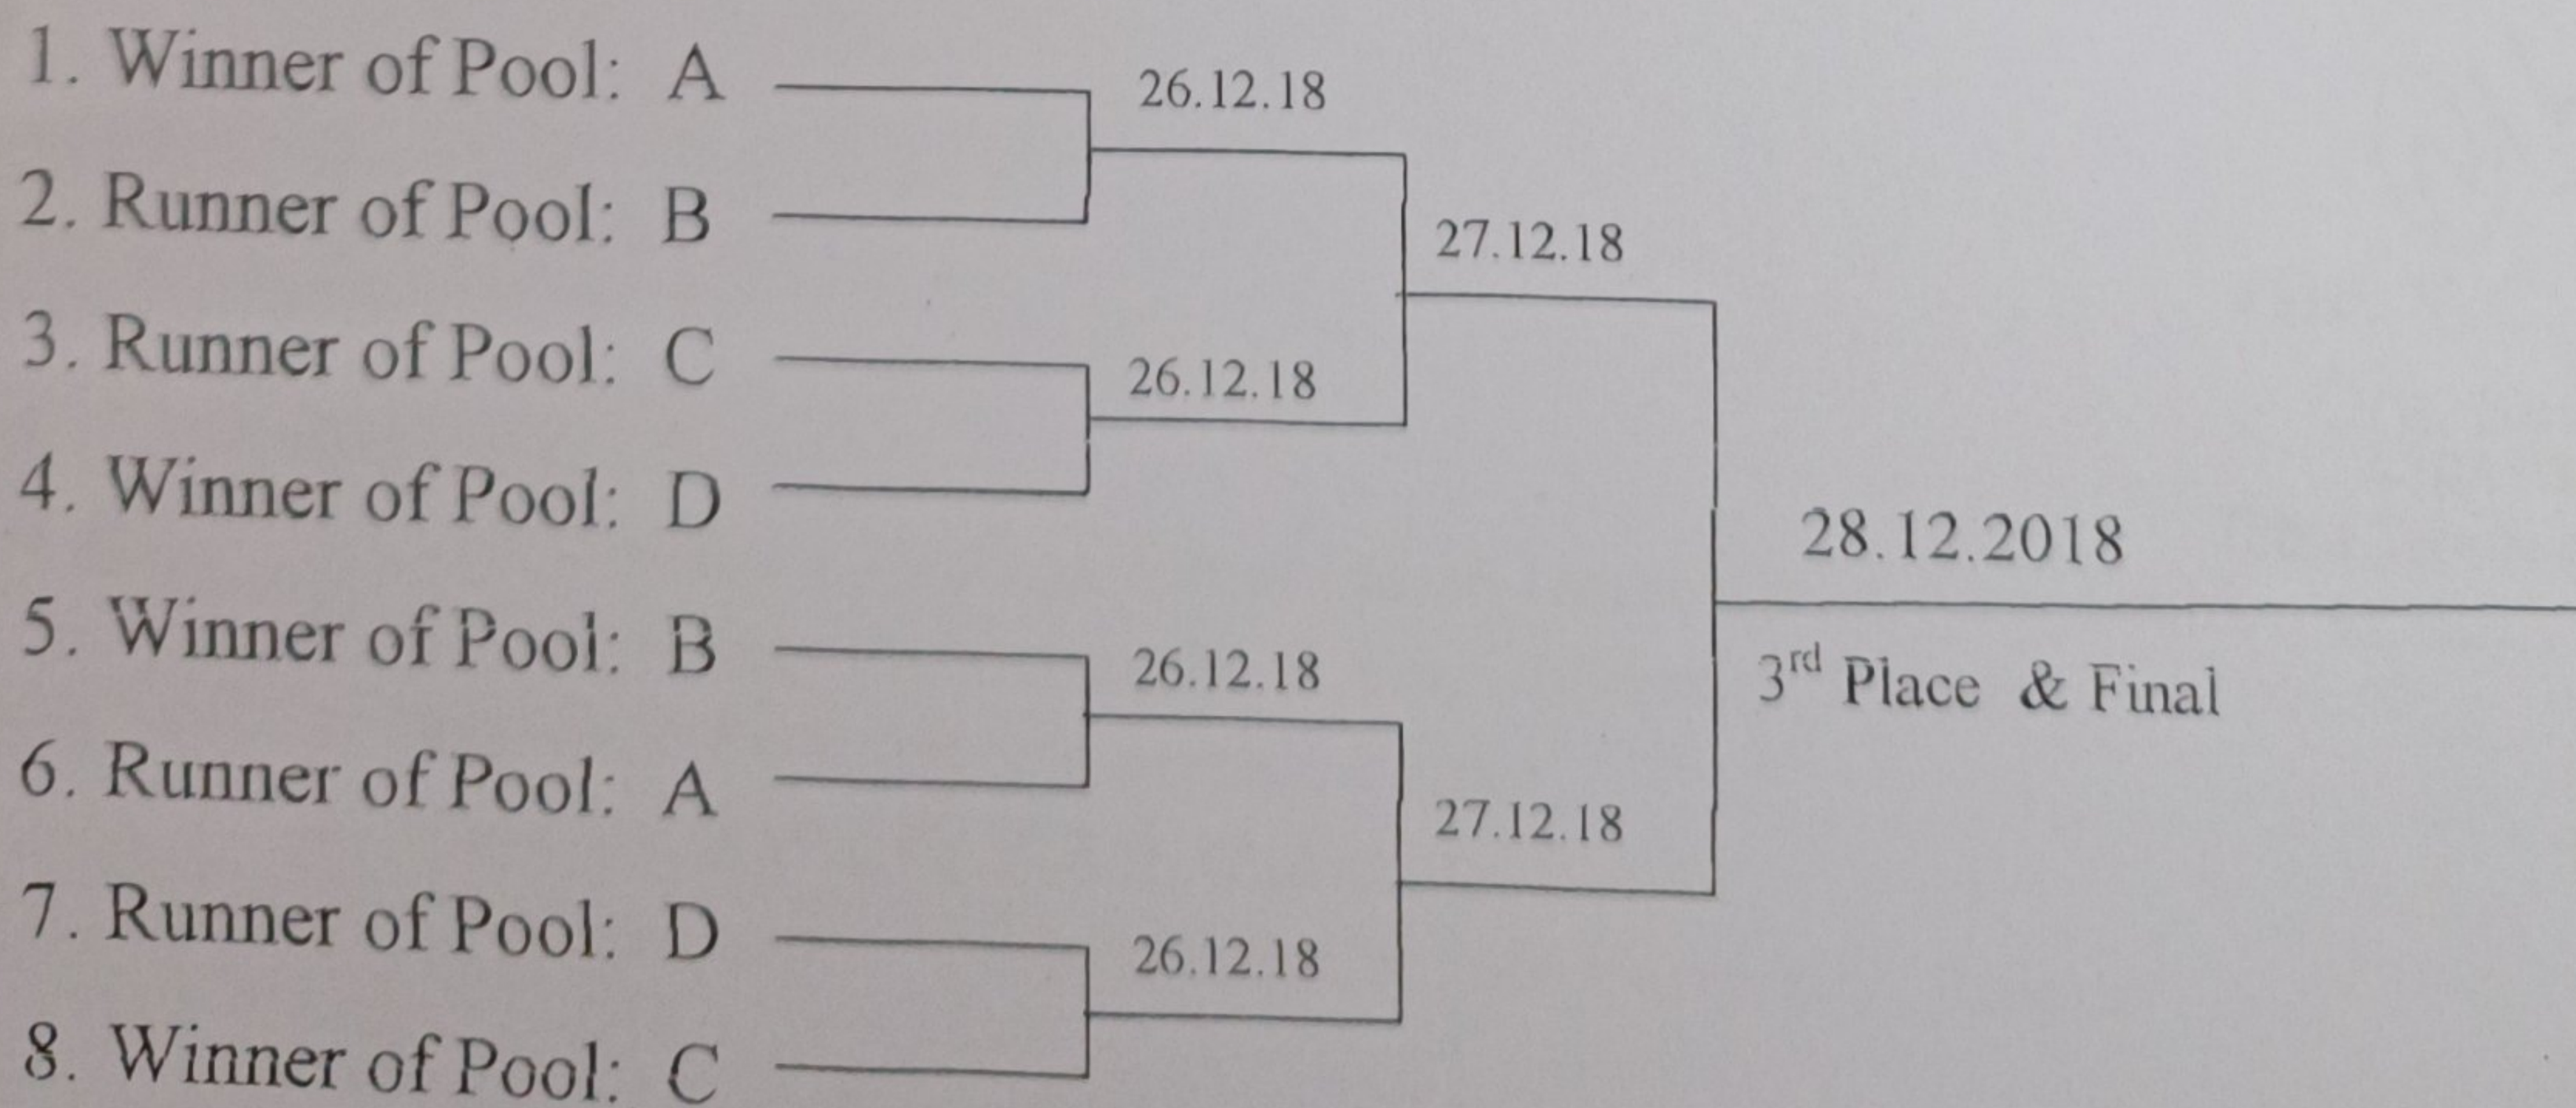 1. Winner of Pool: A
26.12.18
2. Runner of Pool: B
27.12.18
3. Runner of Pool: C
26.12.18
4. Winner of Pool: D
28.12.2018
5. Winner of Pool: B
26.12.18
3rd Place & Final
6. Runner of Pool: A
27.12.18
7. Runner of Pool: D
26.12.18
8. Winner of Pool: C